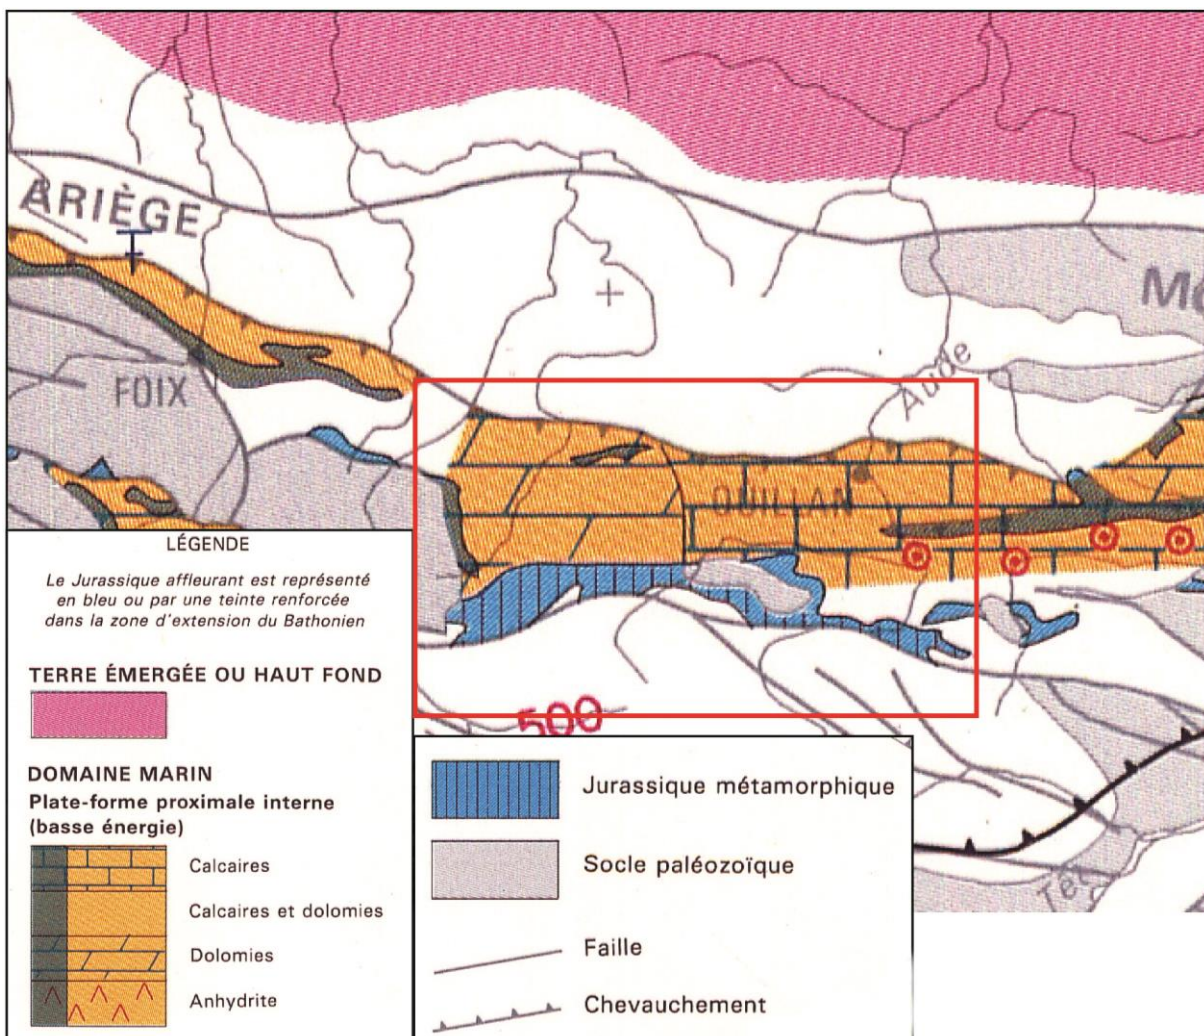 ARIÈGE
Mo
FOIX
Aude
QUILLAN
500
Têt
LÉGENDE
Le Jurassique affleurant est représenté
en bleu ou par une teinte renforcée
dans la zone d'extension du Bathonien
TERRE ÉMERGÉE OU HAUT FOND
DOMAINE MARIN
Plate-forme proximale interne
(basse énergie)
Calcaires
Calcaires et dolomies
Dolomies
Anhydrite
Jurassique métamorphique
Socle paléozoïque
Faille
Chevauchement